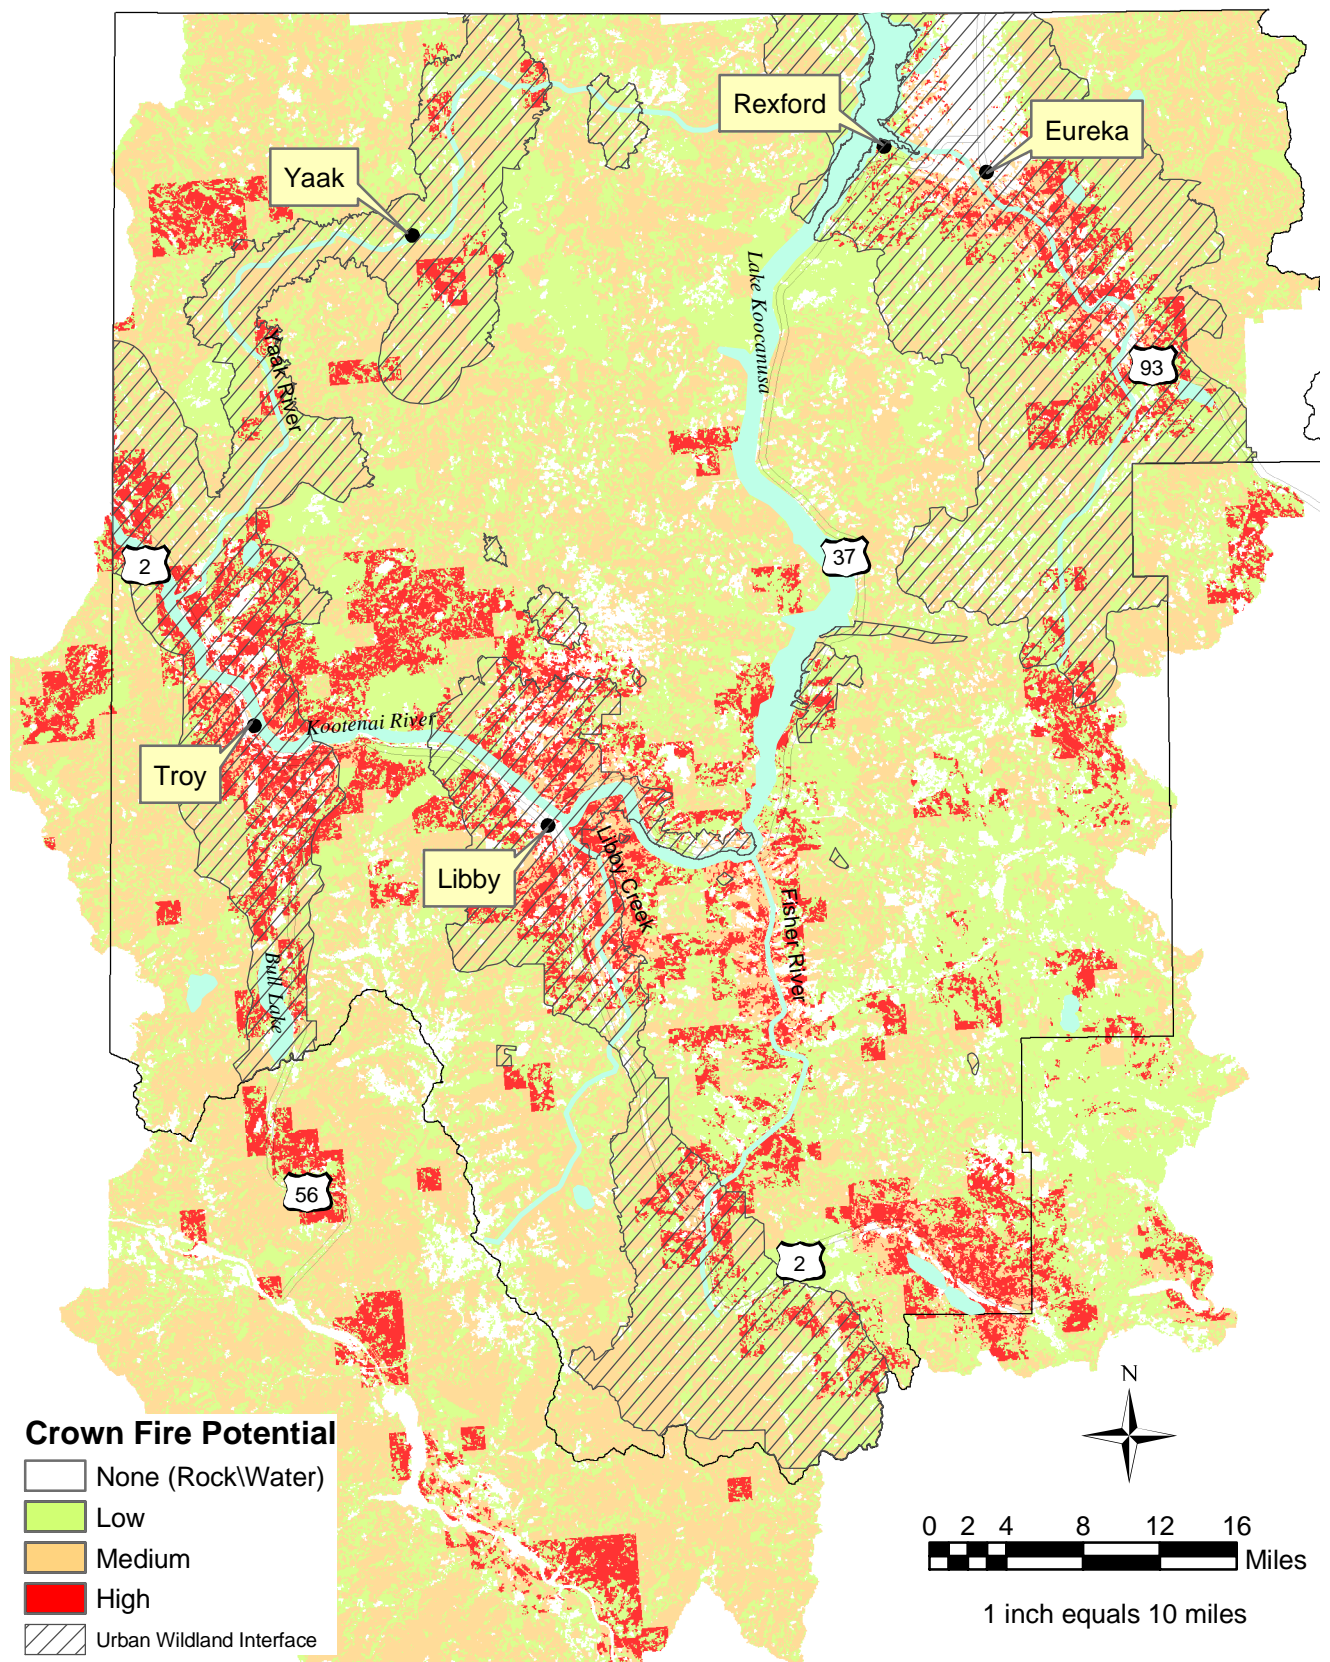 Rexford
Eureka
Yaak
Lake Koocanusa
Yaak River
93
2
37
Kootenai River
Troy
Libby
Libby Creek
Fisher River
Bull Lake
56
2
N
Crown Fire Potential
None (Rock\Water)
Low
Medium
High
Urban Wildland Interface
0 2 4 8 12 16
Miles
1 inch equals 10 miles